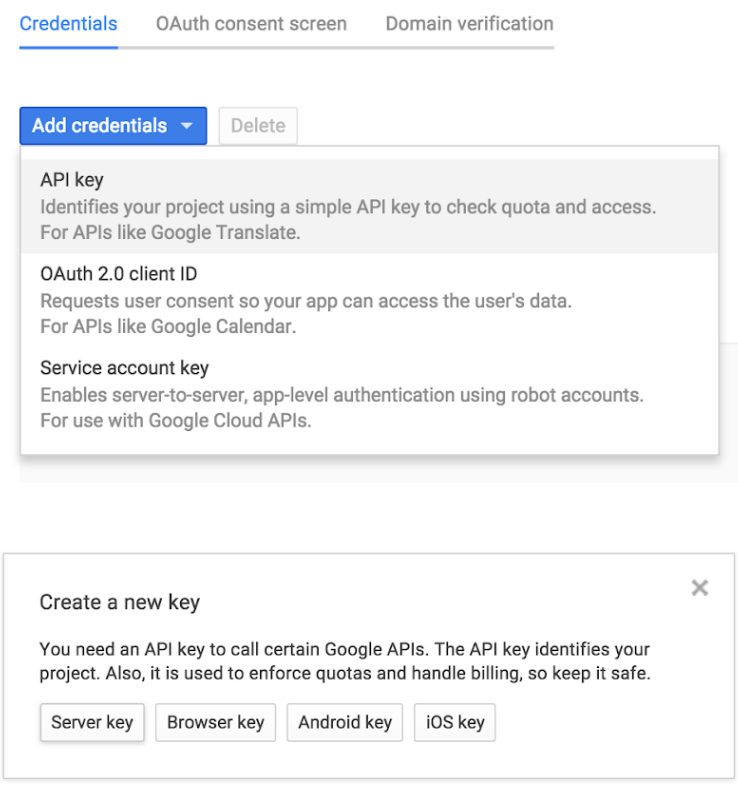 Credentials OAuth consent screen Domain verification
Add credentials Delete
API key
Identifies your project using a simple API key to check quota and access.
For APIs like Google Translate.
OAuth 2.0 client ID
Requests user consent so your app can access the user's data.
For APIs like Google Calendar.
Service account key
Enables server-to-server, app-level authentication using robot accounts.
For use with Google Cloud APIs.
Create a new key
You need an API key to call certain Google APIs. The API key identifies your
project. Also, it is used to enforce quotas and handle billing, so keep it safe.
Server key Browser key Android key iOS key